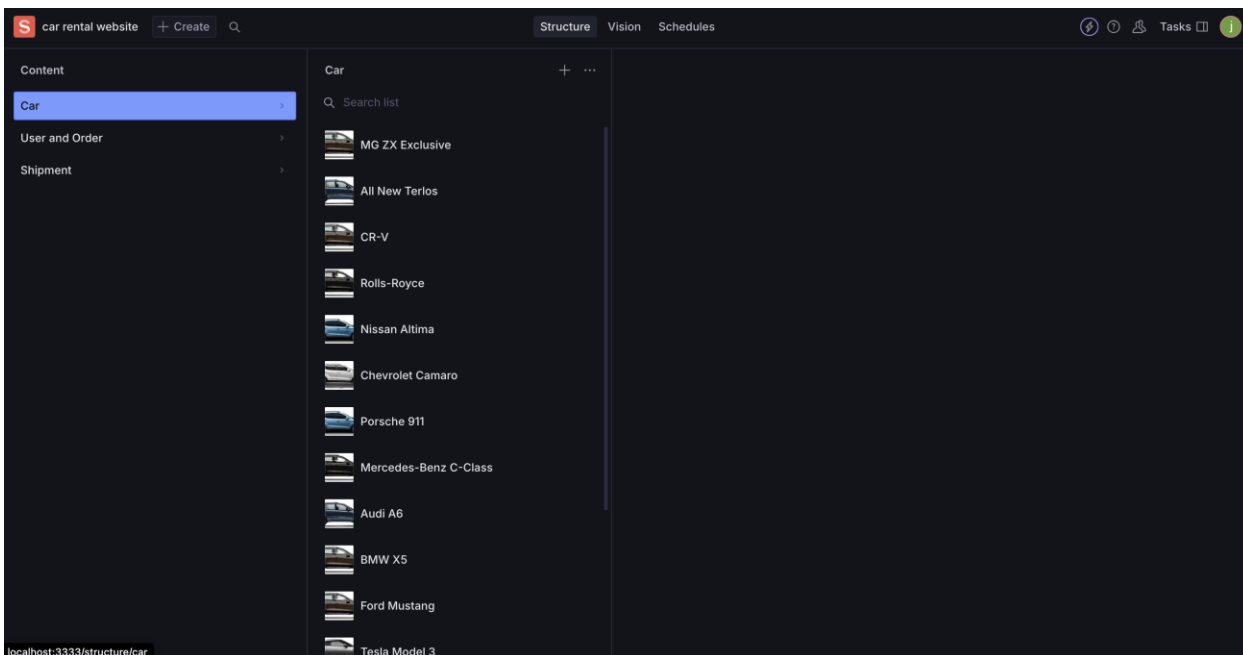 S car rental website + Create Structure Vision Schedules Tasks j
Content
Car
User and Order
Shipment
Car
Search list
MG ZX Exclusive
All New Terlos
CR-V
Rolls-Royce
Nissan Altima
Chevrolet Camaro
Porsche 911
Mercedes-Benz C-Class
Audi A6
BMW X5
Ford Mustang
Tesla Model 3
localhost:3333/structure/car